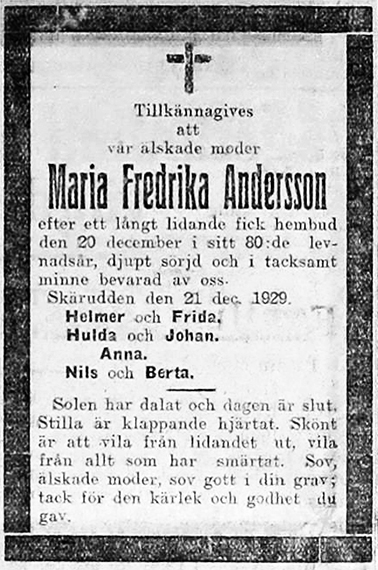 Tillkännagives
att
vår älskade moder
Maria Fredrika Andersson
efter ett långt lidande fick hembud
den 20 december i sitt 80:de lev-
nadsår, djupt sörjd och i tacksamt
minne bevarad av oss.
Skärudden den 21 dec. 1929.
Helmer och Frida.
Hulda och Johan.
Anna.
Nils och Berta.
Solen har dalat och dagen är slut.
Stilla är klappande hjärtat. Skönt
är att vila från lidandet ut, vila
från allt som har smärtat. Sov,
älskade moder, sov gott i din grav;
tack för den kärlek och godhet du
gav.